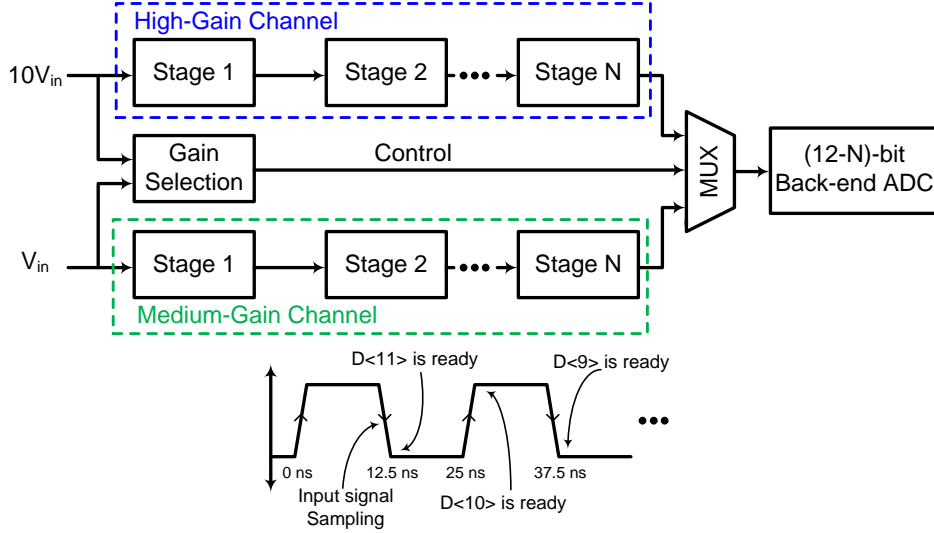 High-Gain Channel
10Vin
Stage 1
Stage 2
•••
Stage N
Gain
Selection
Control
MUX
(12-N)-bit
Back-end ADC
Vin
Stage 1
Stage 2
•••
Stage N
Medium-Gain Channel
D<11> is ready
D<9> is ready
•••
0 ns
12.5 ns
25 ns
37.5 ns
Input signal
Sampling
D<10> is ready